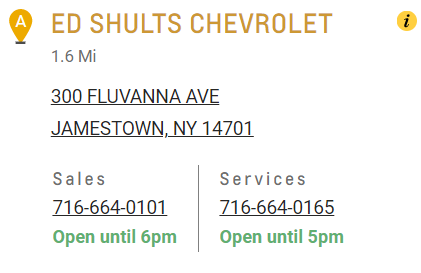 A
ED SHULTS CHEVROLET
i
1.6 Mi
300 FLUVANNA AVE
JAMESTOWN, NY 14701
Sales
716-664-0101
Open until 6pm
Services
716-664-0165
Open until 5pm